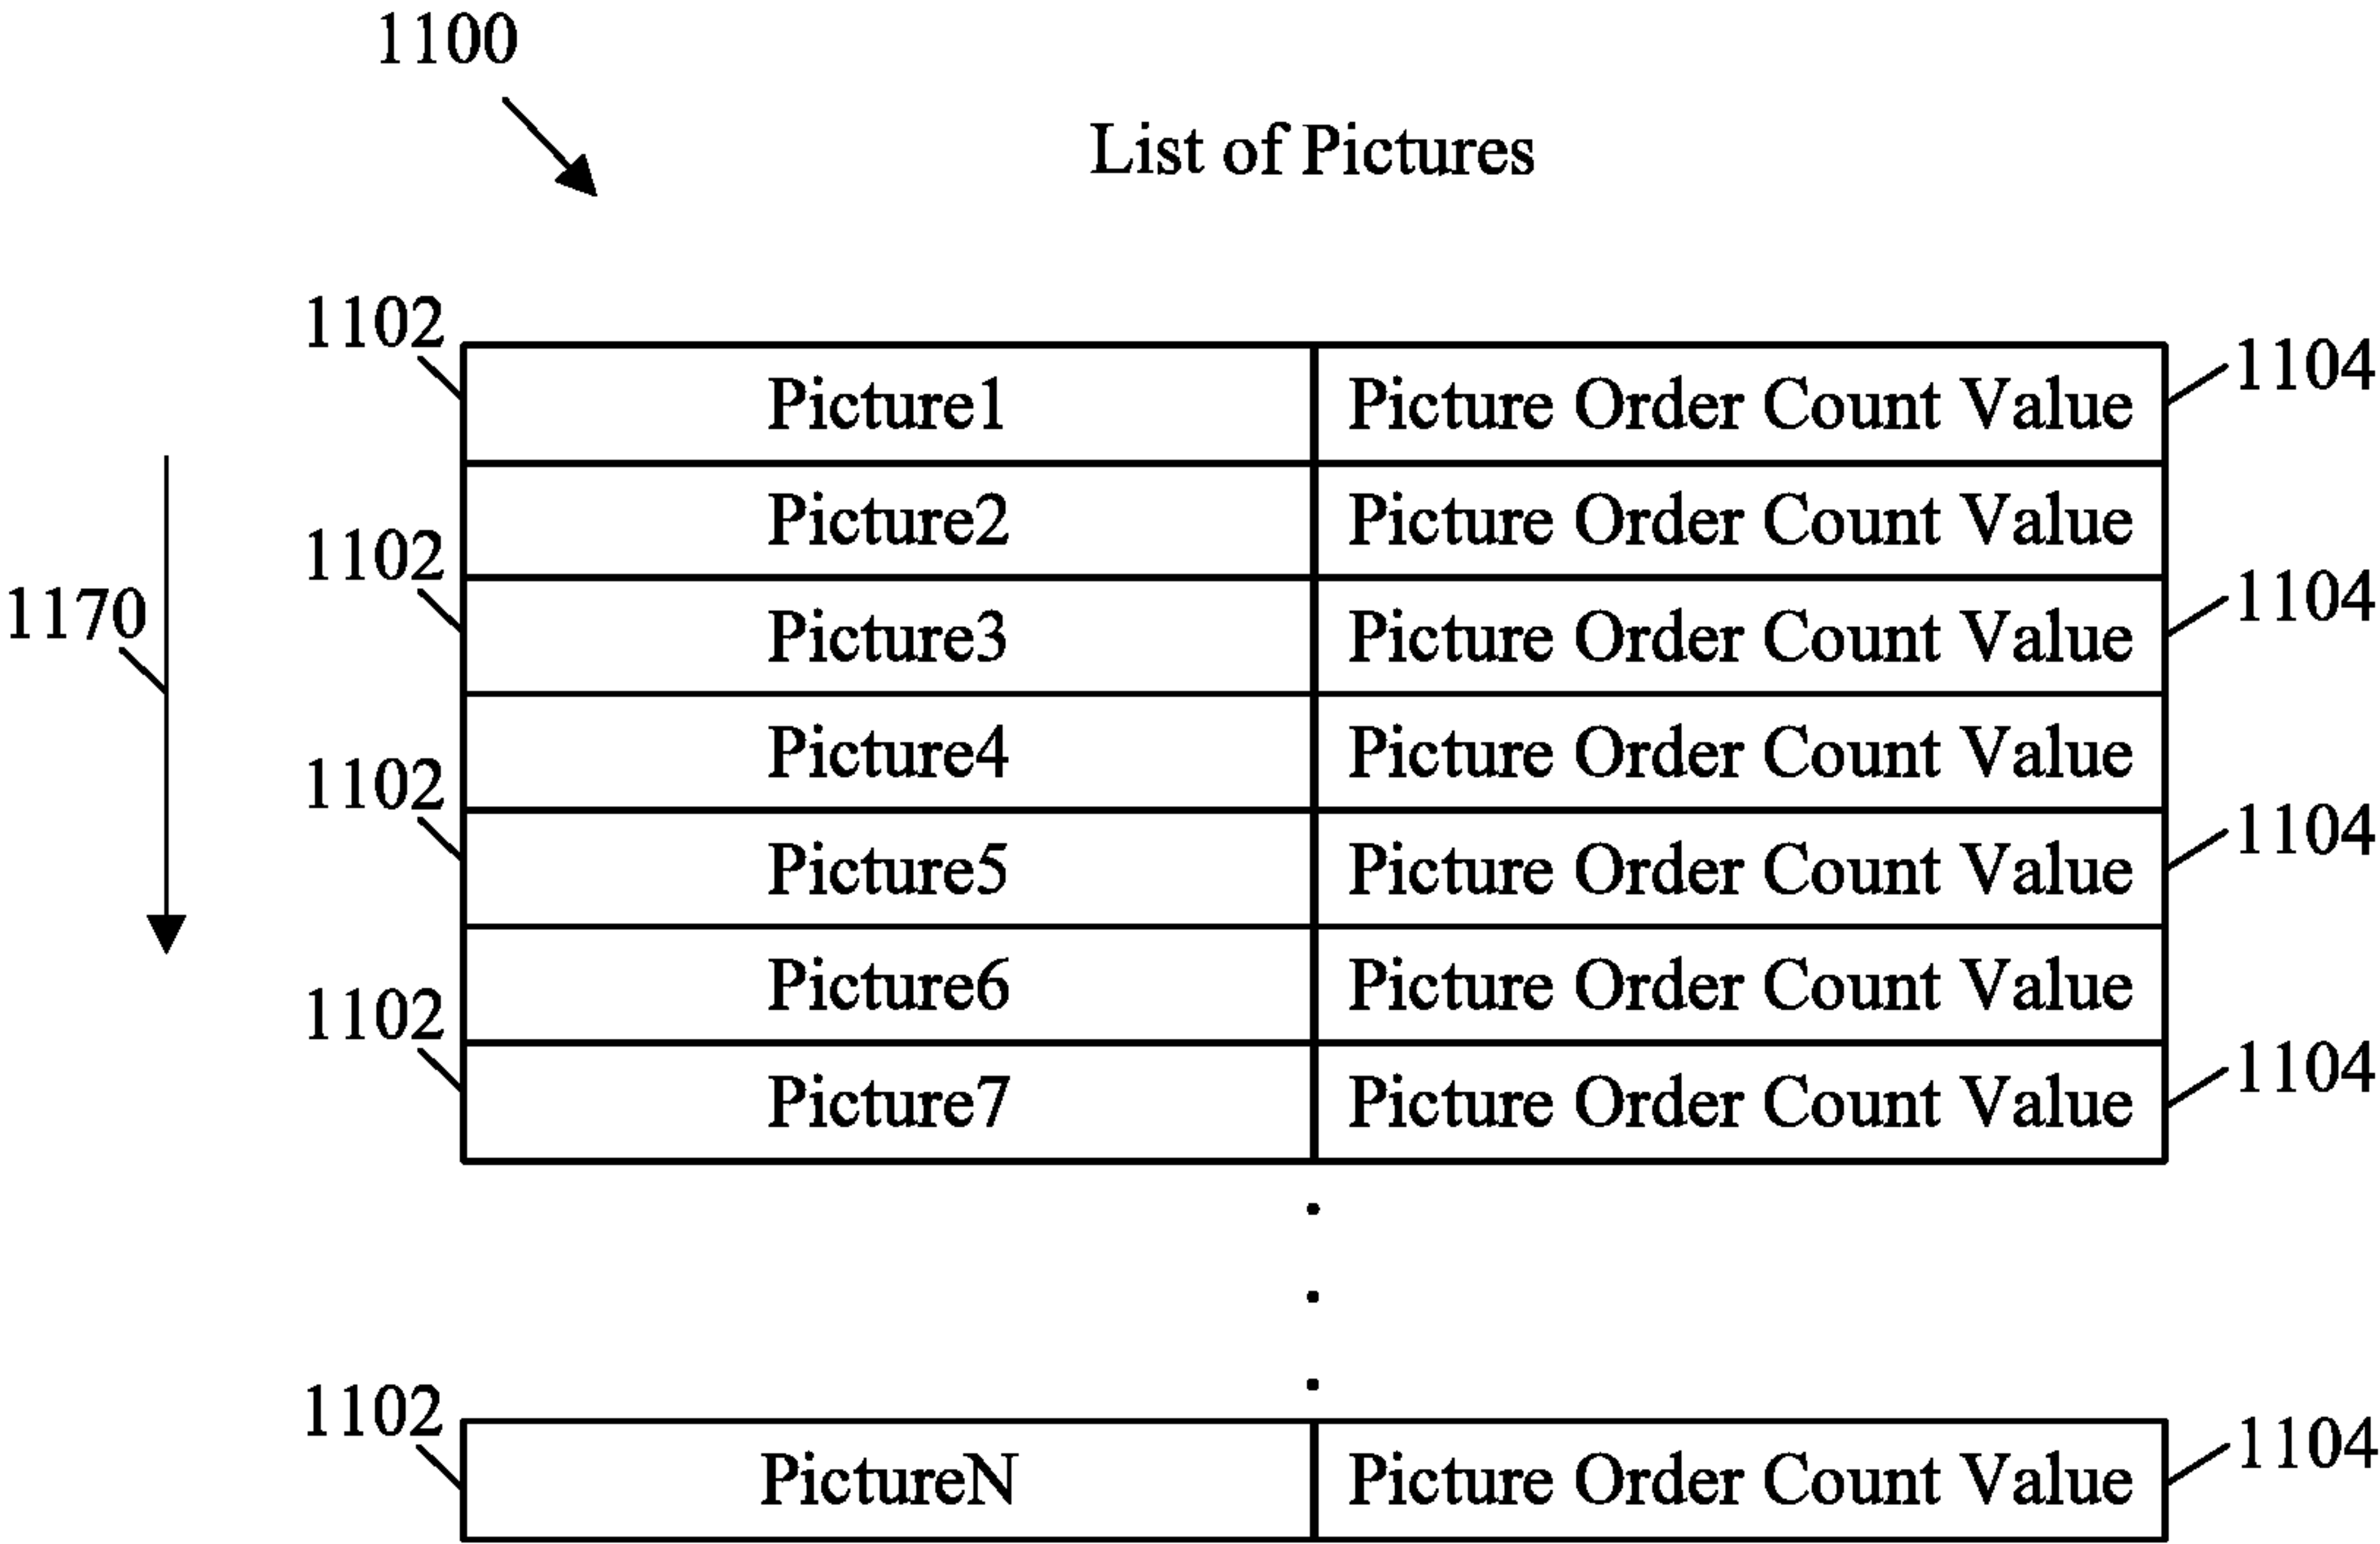 1100
List of Pictures
1102
Picture1 Picture Order Count Value 1104
Picture2 Picture Order Count Value
1102
1170
Picture3 Picture Order Count Value 1104
Picture4 Picture Order Count Value
1102
Picture5 Picture Order Count Value 1104
Picture6 Picture Order Count Value
1102
Picture7 Picture Order Count Value 1104
1102
PictureN Picture Order Count Value 1104